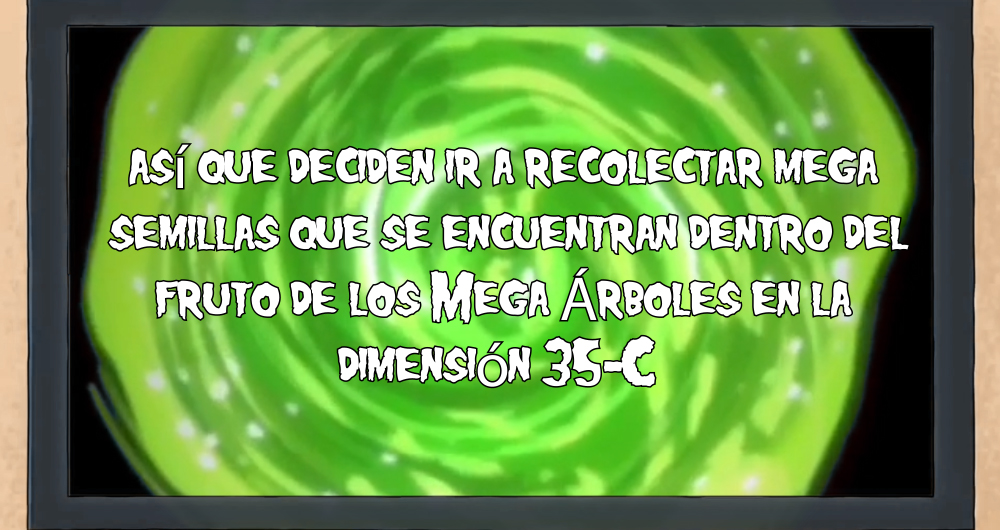 así que deciden ir a recolectar mega
semillas que se encuentran dentro del
fruto de los Mega Árboles en la
dimensión 35-C